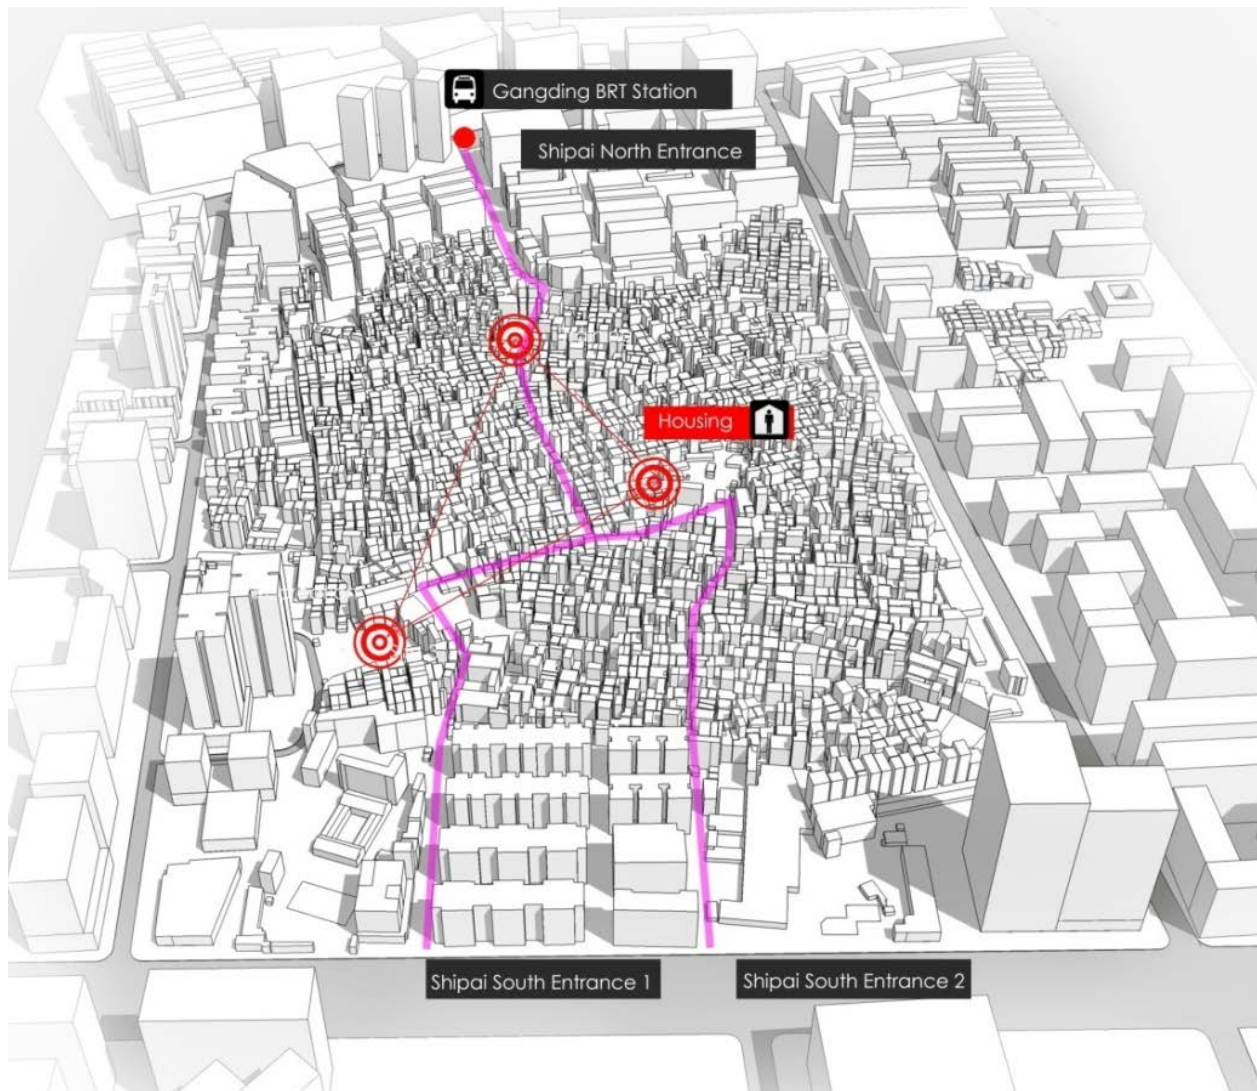 Gangding BRT Station
Shipai North Entrance
Housing
Shipai South Entrance 1
Shipai South Entrance 2